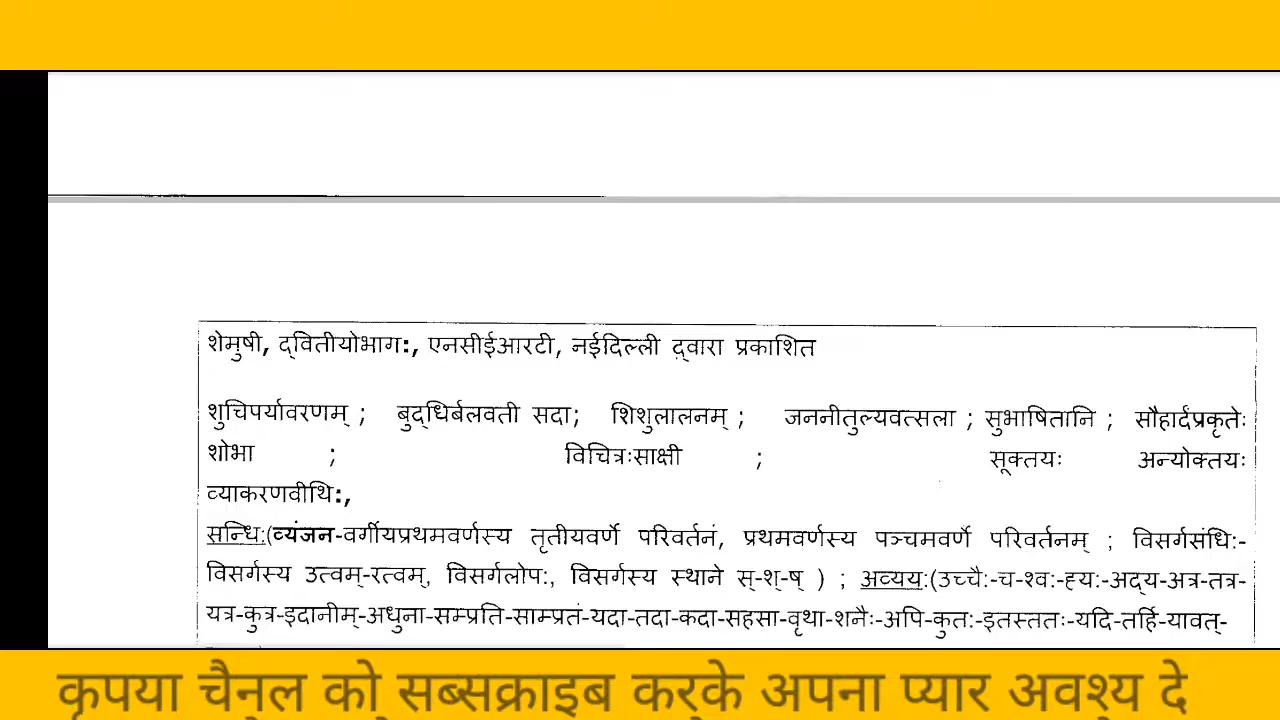 शेमुषी, द्वितीयोभाग:, एनसीईआरटी, नईदिल्ली द्वारा प्रकाशित
शुचिपर्यावरणम् ; बुद्धिर्बलवती सदा; शिशुलालनम् ; जननीतुल्यवत्सला ; सुभाषितानि ; सौहार्दंप्रकृतेः
शोभा ; विचित्रःसाक्षी ; सूक्तयः अन्योक्तयः
व्याकरणवीथि:,
सन्धि:(व्यंजन-वर्गीयप्रथमवर्णस्य तृतीयवर्णे परिवर्तनं, प्रथमवर्णस्य पञ्चमवर्णे परिवर्तनम् ; विसर्गसंधि:-
विसर्गस्य उत्वम्-रत्वम्, विसर्गलोप:, विसर्गस्य स्थाने स्-श्-ष् ) ; अव्यय:(उच्चै:-च-श्व:-ह्य:-अद्य-अत्र-तत्र-
यत्र-कुत्र-इदानीम्-अधुना-सम्प्रति-साम्प्रतं-यदा-तदा-कदा-सहसा-वृथा-शनैः-अपि-कुत:-इतस्ततः-यदि-तर्हि-यावत्-
कृपया चैनल को सब्सक्राइब करके अपना प्यार अवश्य दे